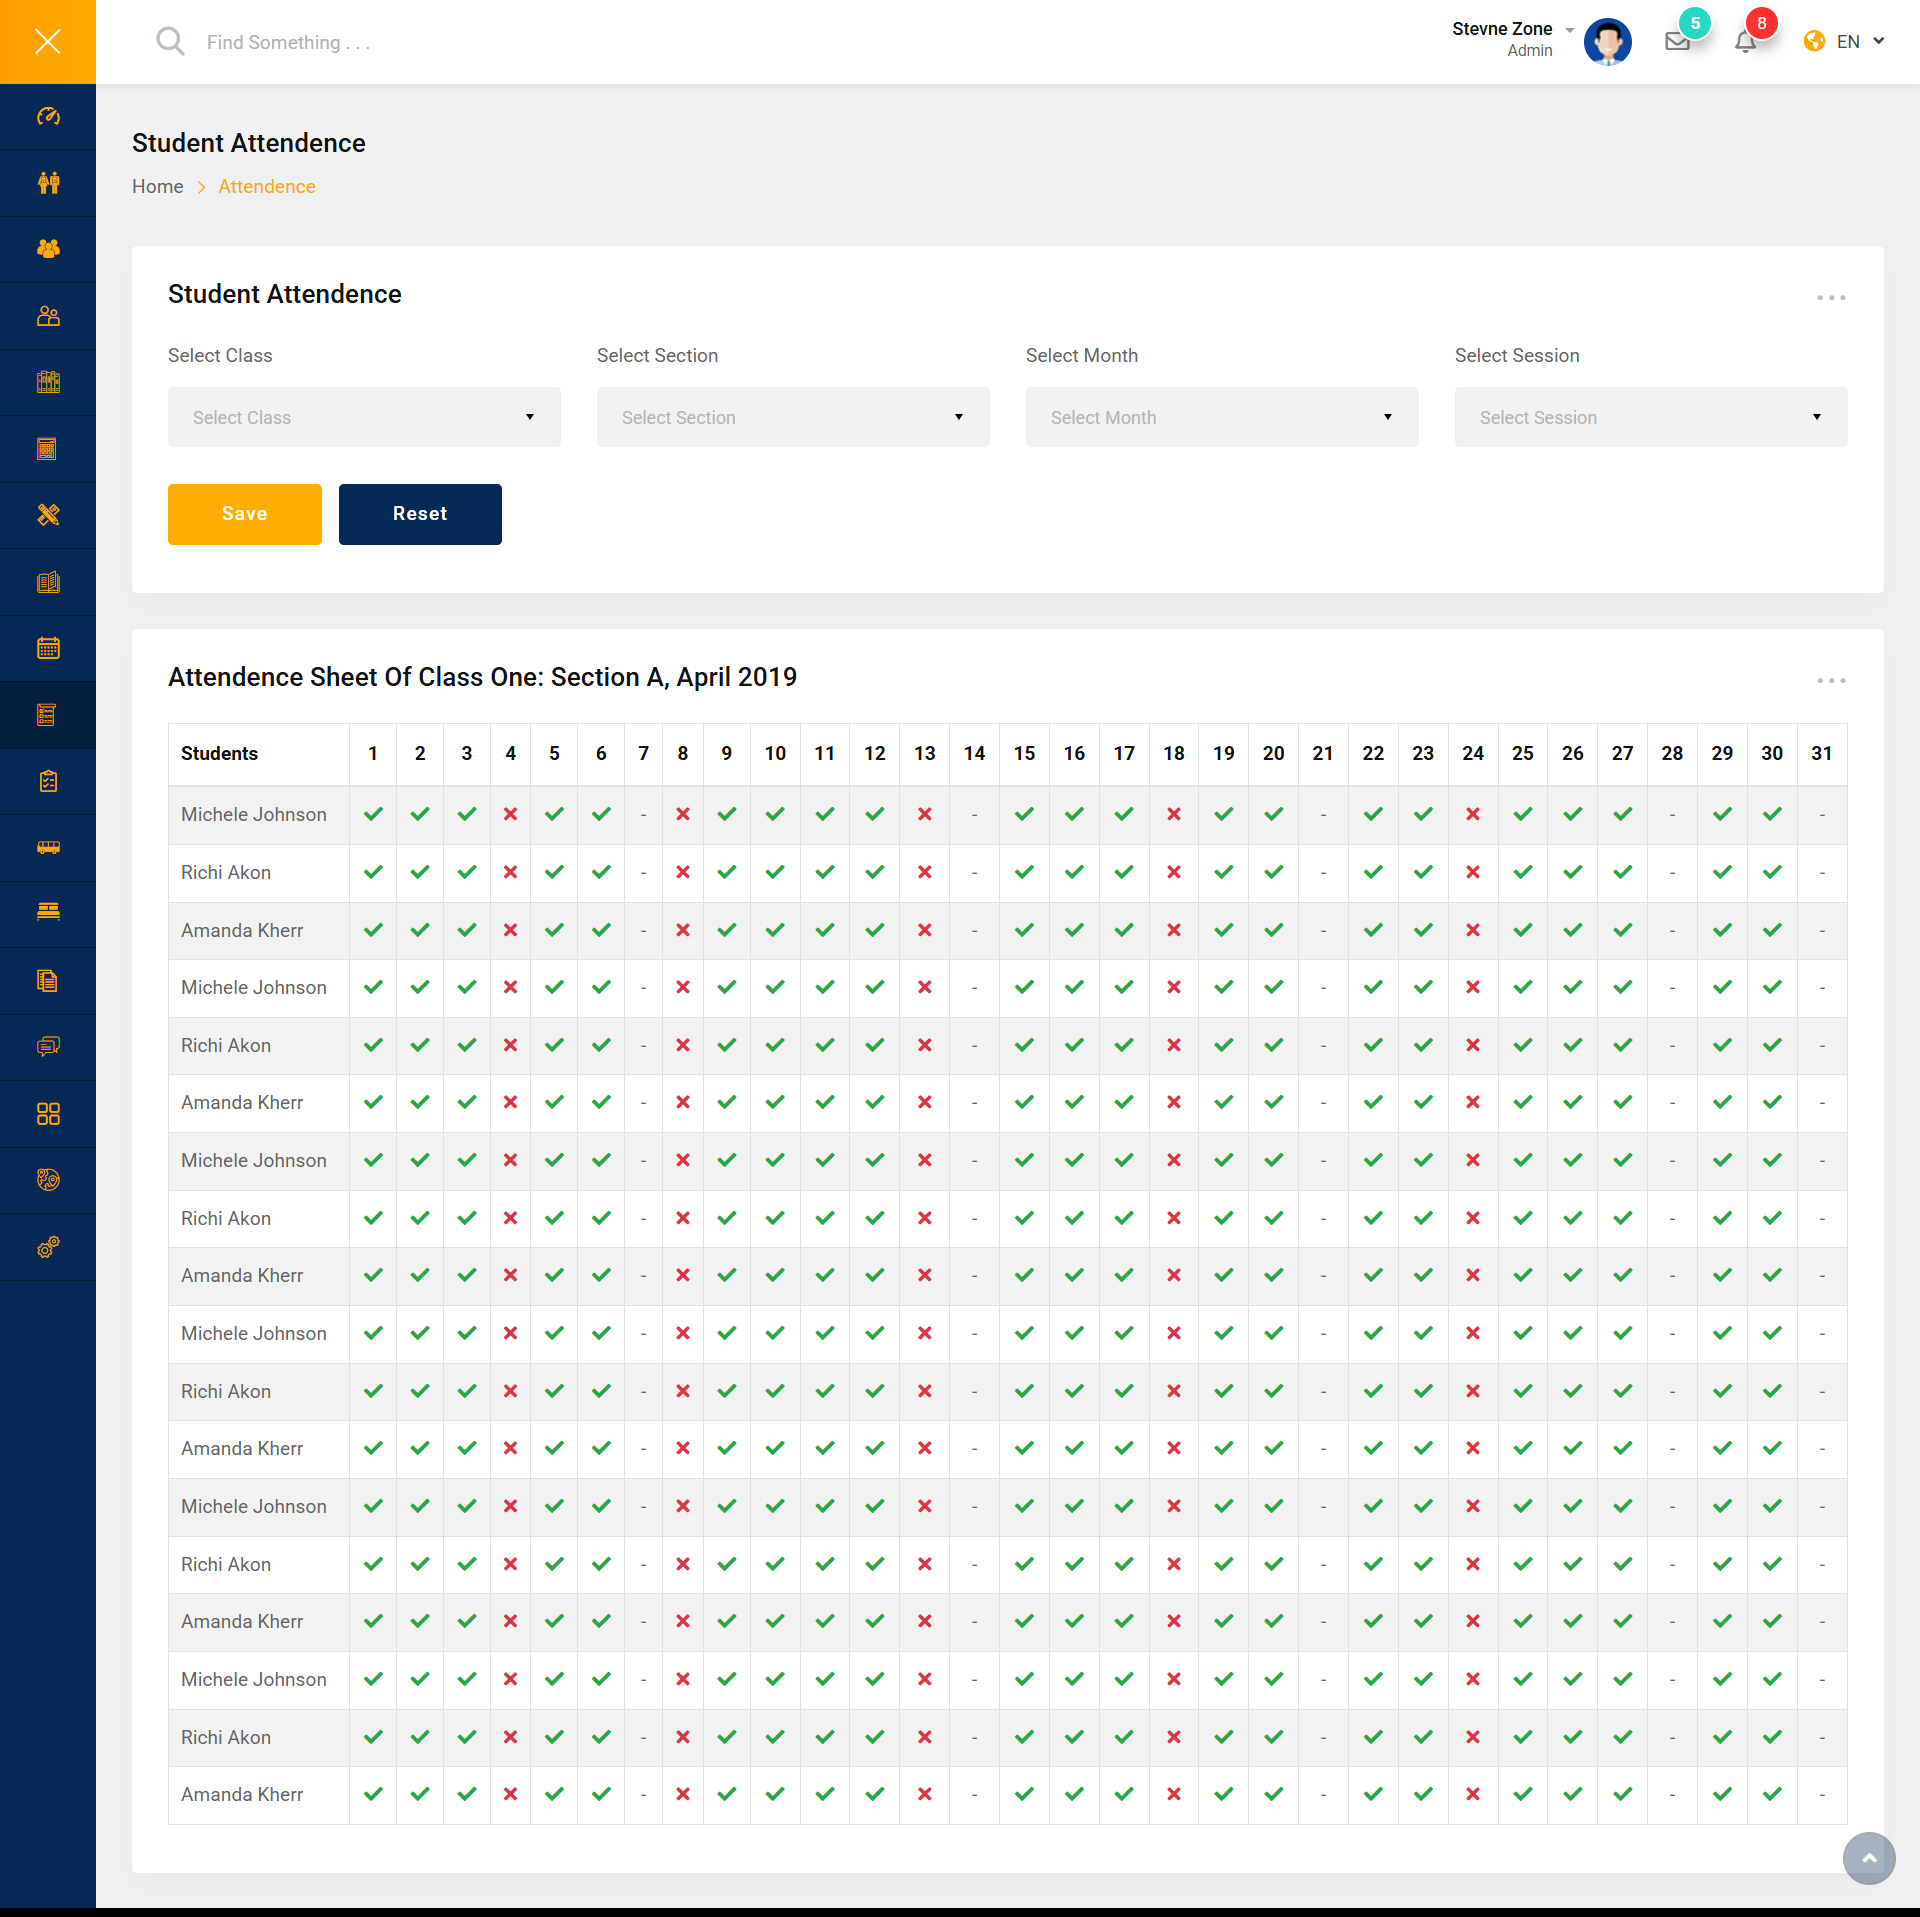 Find Something . . .
Stevne Zone
Admin
5
8
EN
Student Attendence
Home
Attendence
Student Attendence
Select Class
Select Section
Select Month
Select Session
Select Class
Select Section
Select Month
Select Session
Save
Reset
Attendence Sheet Of Class One: Section A, April 2019
Students 1 2 3 4 5 6 7 8 9 10 11 12 13 14 15 16 17 18 19 20 21 22 23 24 25 26 27 28 29 30 31
Michele Johnson - - - - -
Richi Akon - - - - -
Amanda Kherr - - - - -
Michele Johnson - - - - -
Richi Akon - - - - -
Amanda Kherr - - - - -
Michele Johnson - - - - -
Richi Akon - - - - -
Amanda Kherr - - - - -
Michele Johnson - - - - -
Richi Akon - - - - -
Amanda Kherr - - - - -
Michele Johnson - - - - -
Richi Akon - - - - -
Amanda Kherr - - - - -
Michele Johnson - - - - -
Richi Akon - - - - -
Amanda Kherr - - - - -